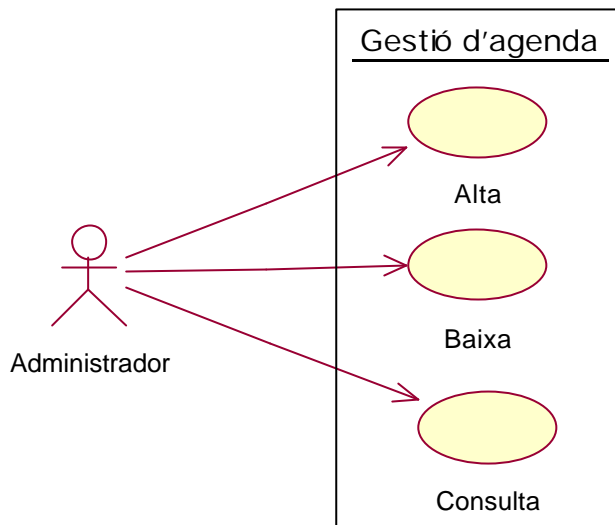 Gestió d'agenda
Alta
Baixa
Administrador
Consulta